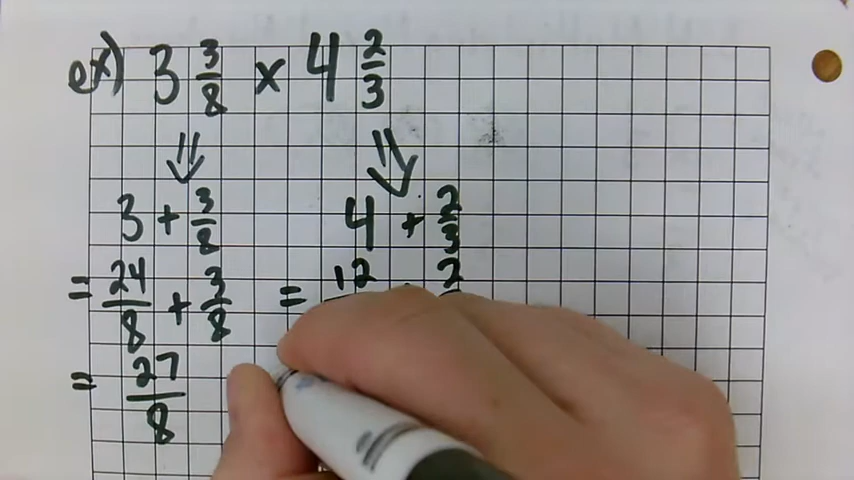 ex) 3 3/8 x 4 2/3
3 + 3/8 4 + 2/3
= 24/8 + 3/8 = 12 2
= 27/8